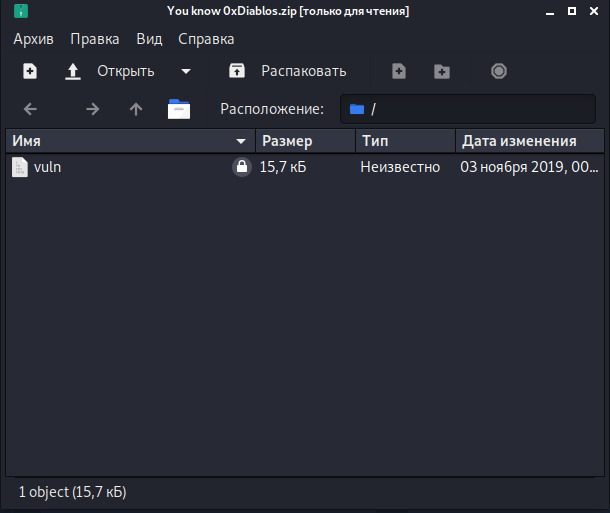 You know 0xDiablos.zip [только для чтения]
Архив Правка Вид Справка
Открыть Распаковать
Расположение: /
Имя Размер Тип Дата изменения
vuln 15,7 кБ Неизвестно 03 ноября 2019, 00...
1 object (15,7 кБ)